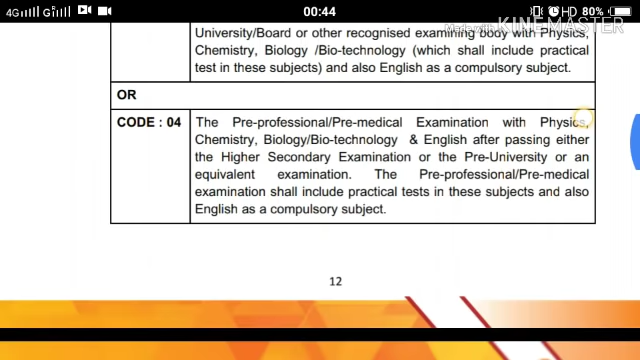 4G G 00:44 HD 80%
Made with KINEMASTER
University/Board or other recognised examining body with Physics,
Chemistry, Biology /Bio-technology (which shall include practical
test in these subjects) and also English as a compulsory subject.
OR
CODE : 04 The Pre-professional/Pre-medical Examination with Physics,
Chemistry, Biology/Bio-technology & English after passing either
the Higher Secondary Examination or the Pre-University or an
equivalent examination. The Pre-professional/Pre-medical
examination shall include practical tests in these subjects and also
English as a compulsory subject.
12